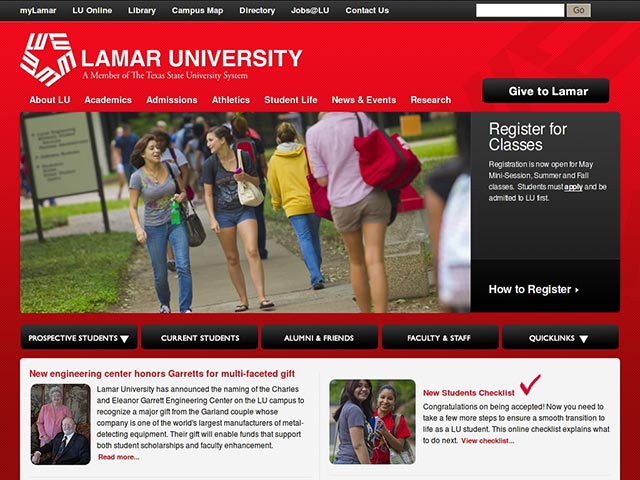 myLamar LU Online Library Campus Map Directory Jobs@LU Contact Us Go
LAMAR UNIVERSITY
A Member of The Texas State University System
Give to Lamar
About LU Academics Admissions Athletics Student Life News & Events Research
Register for
Classes
Registration is now open for May
Mini-Session, Summer and Fall
classes. Students must apply and be
admitted to LU first.
How to Register
PROSPECTIVE STUDENTS CURRENT STUDENTS ALUMNI & FRIENDS FACULTY & STAFF QUICKLINKS
New engineering center honors Garretts for multi-faceted gift
Lamar University has announced the naming of the Charles
and Eleanor Garrett Engineering Center on the LU campus to
recognize a major gift from the Garland couple whose
company is one of the world's largest manufacturers of metal-
detecting equipment. Their gift will enable funds that support
both student scholarships and faculty enhancement.
Read more...
New Students Checklist
Congratulations on being accepted! Now you need to
take a few more steps to ensure a smooth transition to
life as a LU student. This online checklist explains what
to do next. View checklist...